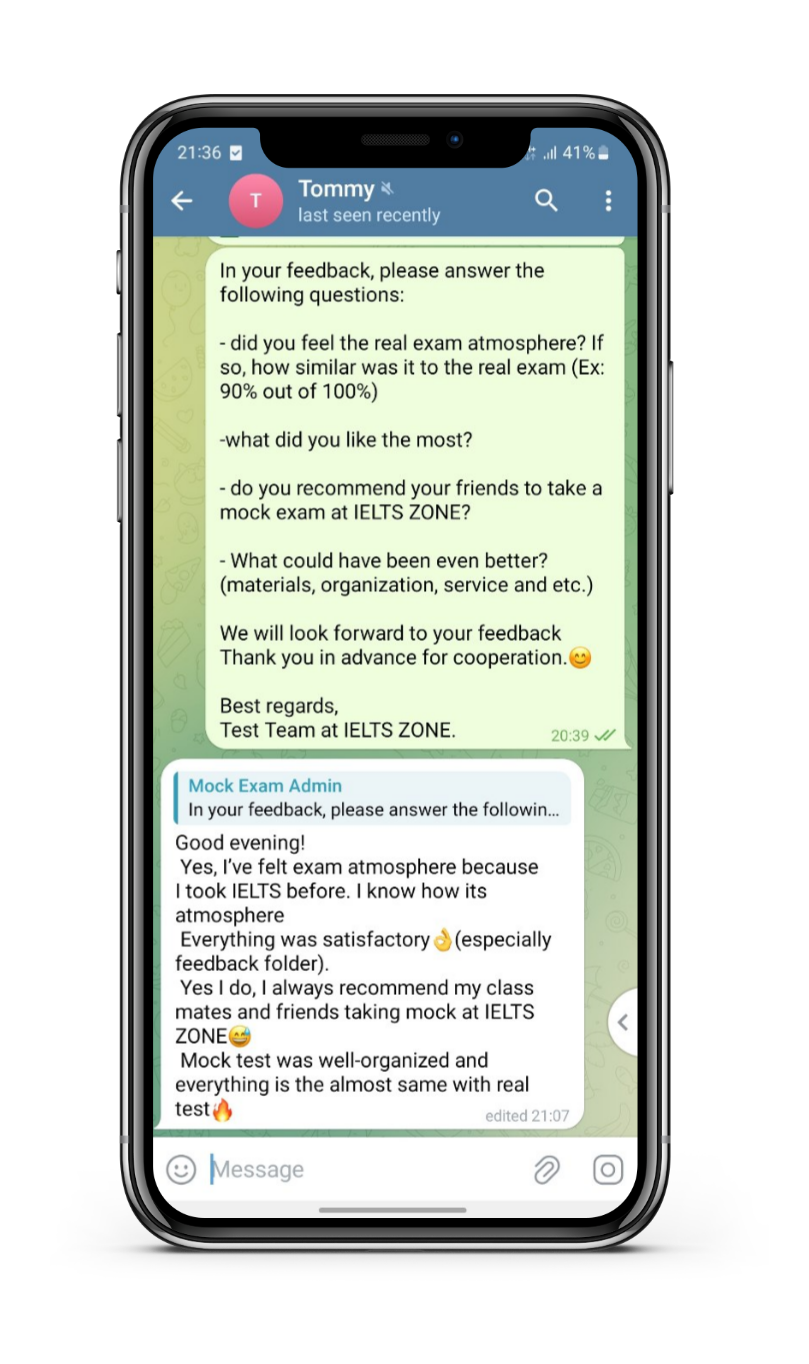 21:36
41%
T
Tommy
last seen recently
In your feedback, please answer the
following questions:
- did you feel the real exam atmosphere? If
so, how similar was it to the real exam (Ex:
90% out of 100%)
-what did you like the most?
- do you recommend your friends to take a
mock exam at IELTS ZONE?
- What could have been even better?
(materials, organization, service and etc.)
We will look forward to your feedback
Thank you in advance for cooperation.😊
Best regards,
Test Team at IELTS ZONE.
20:39
Mock Exam Admin
In your feedback, please answer the followin...
Good evening!
Yes, I've felt exam atmosphere because
I took IELTS before. I know how its
atmosphere
Everything was satisfactory👌(especially
feedback folder).
Yes I do, I always recommend my class
mates and friends taking mock at IELTS
ZONE😅
Mock test was well-organized and
everything is the almost same with real
test🔥
edited 21:07
Message